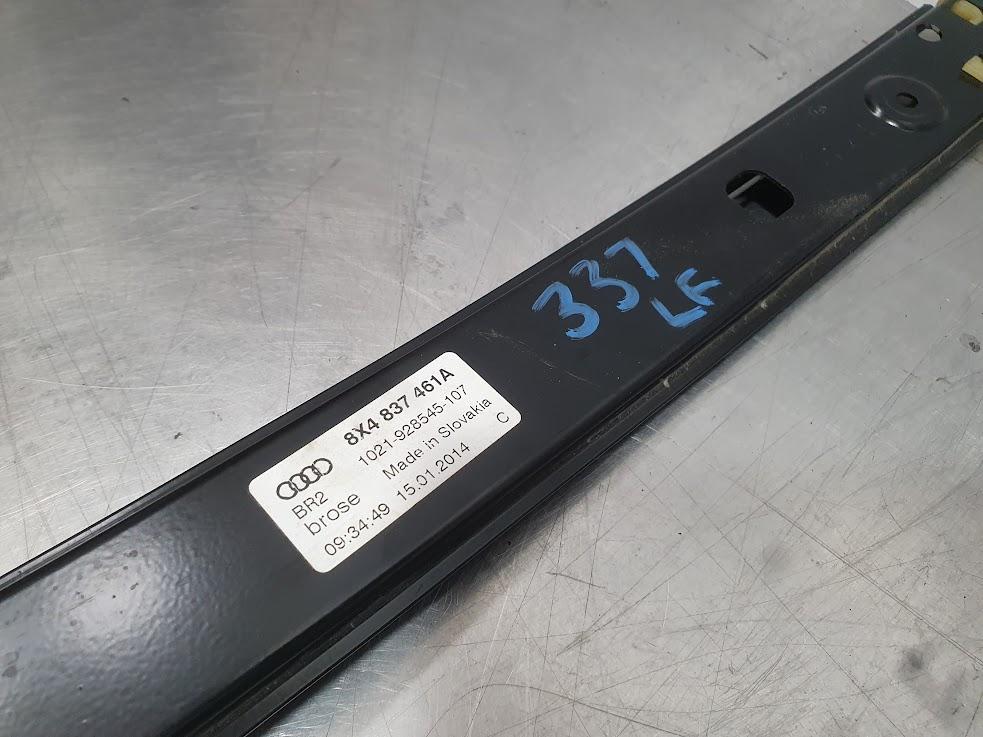 337
LF
8X4 837 461A
1021-928545-107
BR2
brose Made in Slovakia
09:34:49 15.01.2014 C